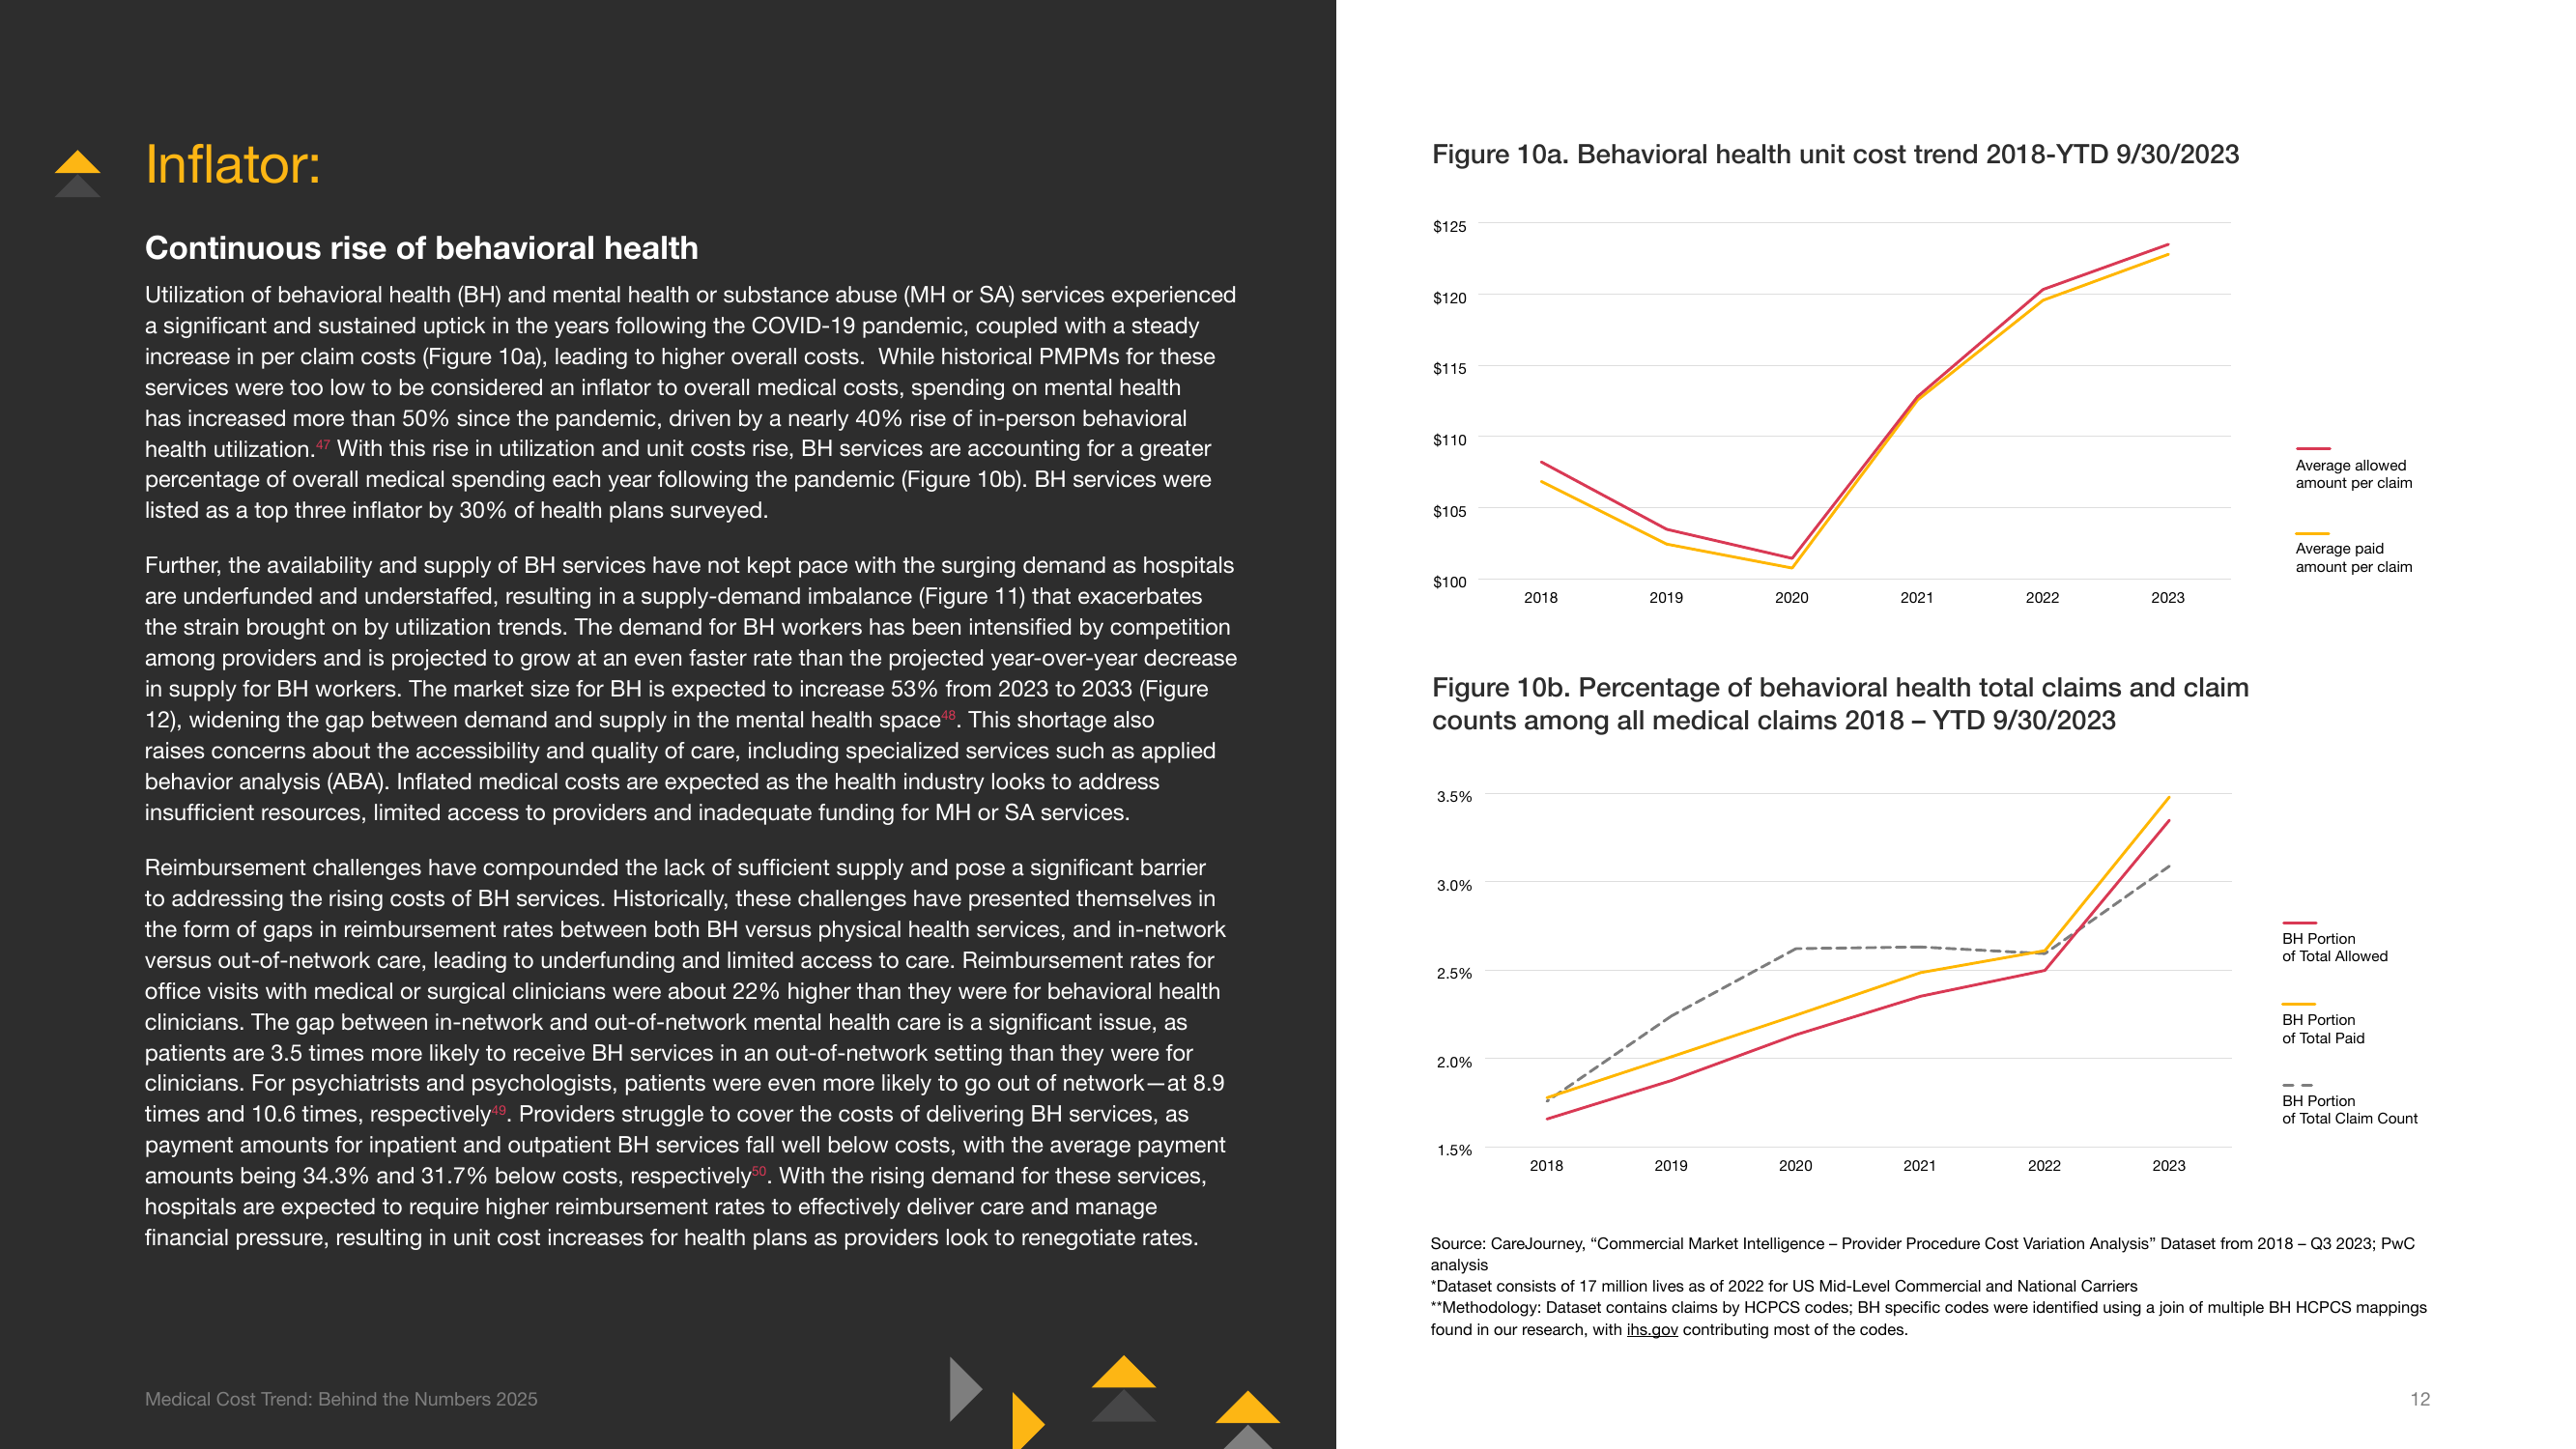 Inflator:
Continuous rise of behavioral health
Utilization of behavioral health (BH) and mental health or substance abuse (MH or SA) services experienced
a significant and sustained uptick in the years following the COVID-19 pandemic, coupled with a steady
increase in per claim costs (Figure 10a), leading to higher overall costs.  While historical PMPMs for these
services were too low to be considered an inflator to overall medical costs, spending on mental health
has increased more than 50% since the pandemic, driven by a nearly 40% rise of in-person behavioral
health utilization.47 With this rise in utilization and unit costs rise, BH services are accounting for a greater
percentage of overall medical spending each year following the pandemic (Figure 10b). BH services were
listed as a top three inflator by 30% of health plans surveyed.
Further, the availability and supply of BH services have not kept pace with the surging demand as hospitals
are underfunded and understaffed, resulting in a supply-demand imbalance (Figure 11) that exacerbates
the strain brought on by utilization trends. The demand for BH workers has been intensified by competition
among providers and is projected to grow at an even faster rate than the projected year-over-year decrease
in supply for BH workers. The market size for BH is expected to increase 53% from 2023 to 2033 (Figure
12), widening the gap between demand and supply in the mental health space48. This shortage also
raises concerns about the accessibility and quality of care, including specialized services such as applied
behavior analysis (ABA). Inflated medical costs are expected as the health industry looks to address
insufficient resources, limited access to providers and inadequate funding for MH or SA services.
Reimbursement challenges have compounded the lack of sufficient supply and pose a significant barrier
to addressing the rising costs of BH services. Historically, these challenges have presented themselves in
the form of gaps in reimbursement rates between both BH versus physical health services, and in-network
versus out-of-network care, leading to underfunding and limited access to care. Reimbursement rates for
office visits with medical or surgical clinicians were about 22% higher than they were for behavioral health
clinicians. The gap between in-network and out-of-network mental health care is a significant issue, as
patients are 3.5 times more likely to receive BH services in an out-of-network setting than they were for
clinicians. For psychiatrists and psychologists, patients were even more likely to go out of network—at 8.9
times and 10.6 times, respectively49. Providers struggle to cover the costs of delivering BH services, as
payment amounts for inpatient and outpatient BH services fall well below costs, with the average payment
amounts being 34.3% and 31.7% below costs, respectively50. With the rising demand for these services,
hospitals are expected to require higher reimbursement rates to effectively deliver care and manage
financial pressure, resulting in unit cost increases for health plans as providers look to renegotiate rates.
Medical Cost Trend: Behind the Numbers 2025
Figure 10a. Behavioral health unit cost trend 2018-YTD 9/30/2023
$125
$120
$115
$110
$105
$100
2018 2019 2020 2021 2022 2023
Average allowed
amount per claim
Average paid
amount per claim
Figure 10b. Percentage of behavioral health total claims and claim
counts among all medical claims 2018 – YTD 9/30/2023
3.5%
3.0%
2.5%
2.0%
1.5%
2018 2019 2020 2021 2022 2023
BH Portion
of Total Allowed
BH Portion
of Total Paid
BH Portion
of Total Claim Count
Source: CareJourney, “Commercial Market Intelligence – Provider Procedure Cost Variation Analysis” Dataset from 2018 – Q3 2023; PwC
analysis
*Dataset consists of 17 million lives as of 2022 for US Mid-Level Commercial and National Carriers
**Methodology: Dataset contains claims by HCPCS codes; BH specific codes were identified using a join of multiple BH HCPCS mappings
found in our research, with ihs.gov contributing most of the codes.
12